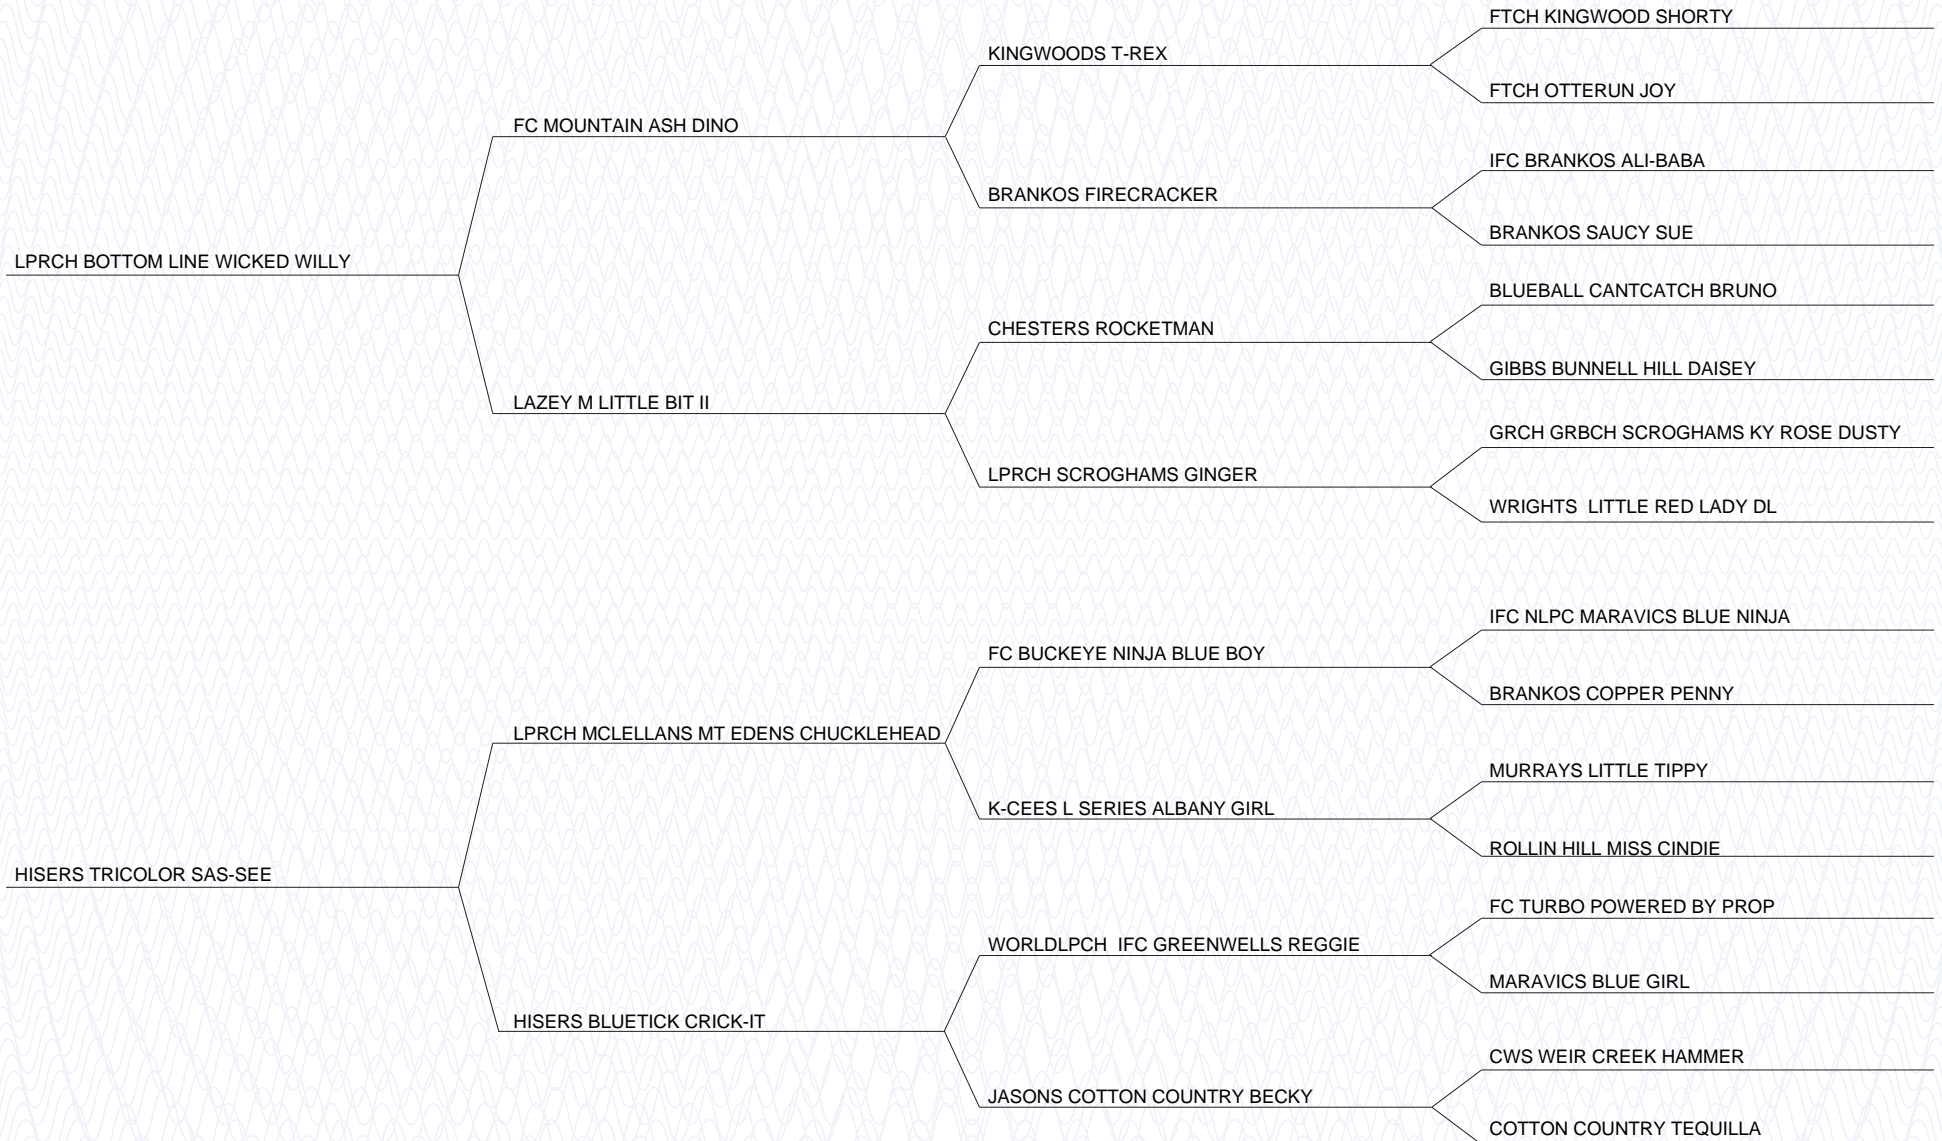 FTCH KINGWOOD SHORTY
KINGWOODS T-REX
FTCH OTTERUN JOY
FC MOUNTAIN ASH DINO
IFC BRANKOS ALI-BABA
BRANKOS FIRECRACKER
BRANKOS SAUCY SUE
LPRCH BOTTOM LINE WICKED WILLY
BLUEBALL CANTCATCH BRUNO
CHESTERS ROCKETMAN
GIBBS BUNNELL HILL DAISEY
LAZEY M LITTLE BIT II
GRCH GRBCH SCROGHAMS KY ROSE DUSTY
LPRCH SCROGHAMS GINGER
WRIGHTS  LITTLE RED LADY DL
IFC NLPC MARAVICS BLUE NINJA
FC BUCKEYE NINJA BLUE BOY
BRANKOS COPPER PENNY
LPRCH MCLELLANS MT EDENS CHUCKLEHEAD
MURRAYS LITTLE TIPPY
K-CEES L SERIES ALBANY GIRL
ROLLIN HILL MISS CINDIE
HISERS TRICOLOR SAS-SEE
FC TURBO POWERED BY PROP
WORLDLPCH  IFC GREENWELLS REGGIE
MARAVICS BLUE GIRL
HISERS BLUETICK CRICK-IT
CWS WEIR CREEK HAMMER
JASONS COTTON COUNTRY BECKY
COTTON COUNTRY TEQUILLA